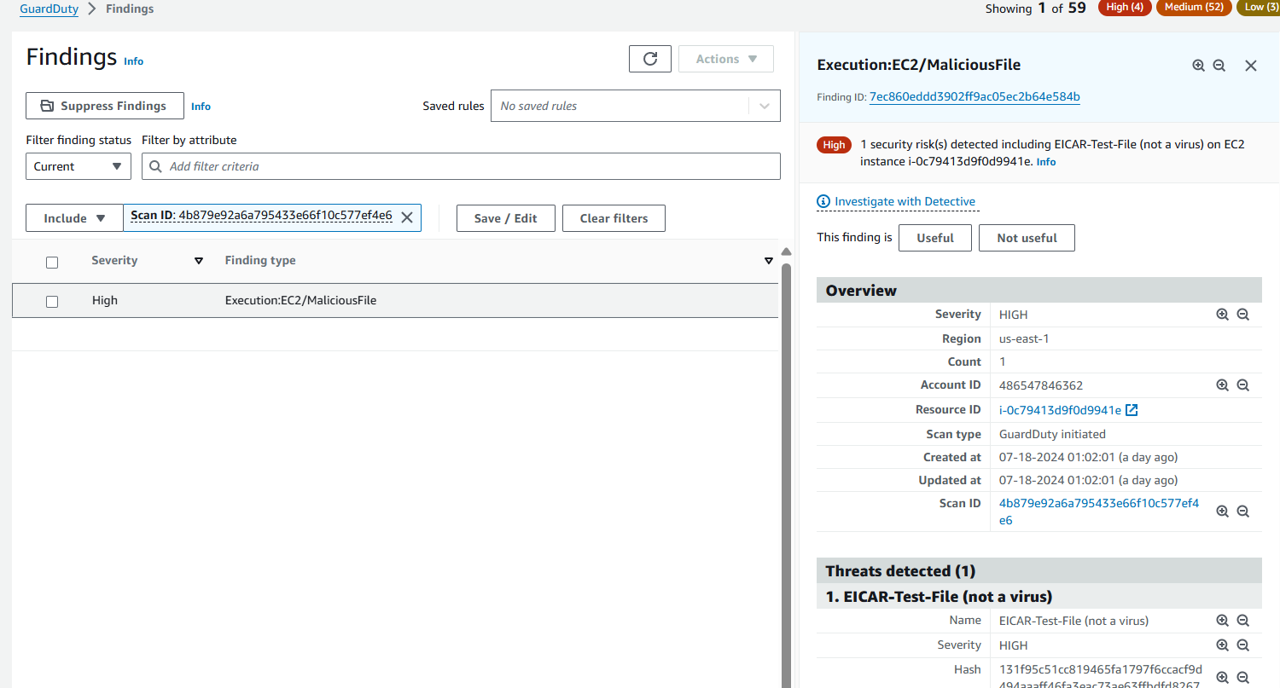 GuardDuty > Findings
Showing 1 of 59 High (4) Medium (52) Low (3)
Findings Info
Actions
Suppress Findings Info
Saved rules No saved rules
Filter finding status Filter by attribute
Current Add filter criteria
Include Scan ID: 4b879e92a6a795433e66f10c577ef4e6 Save / Edit Clear filters
Severity Finding type
High Execution:EC2/MaliciousFile
Execution:EC2/MaliciousFile
Finding ID: 7ec860eddd3902ff9ac05ec2b64e584b
High 1 security risk(s) detected including EICAR-Test-File (not a virus) on EC2
instance i-0c79413d9f0d9941e. Info
Investigate with Detective
This finding is Useful Not useful
Overview
Severity HIGH
Region us-east-1
Count 1
Account ID 486547846362
Resource ID i-0c79413d9f0d9941e
Scan type GuardDuty initiated
Created at 07-18-2024 01:02:01 (a day ago)
Updated at 07-18-2024 01:02:01 (a day ago)
Scan ID 4b879e92a6a795433e66f10c577ef4
e6
Threats detected (1)
1. EICAR-Test-File (not a virus)
Name EICAR-Test-File (not a virus)
Severity HIGH
Hash 131f95c51cc819465fa1797f6ccacf9d
494aaaff46fa3eac73ae63ffbdfd8267